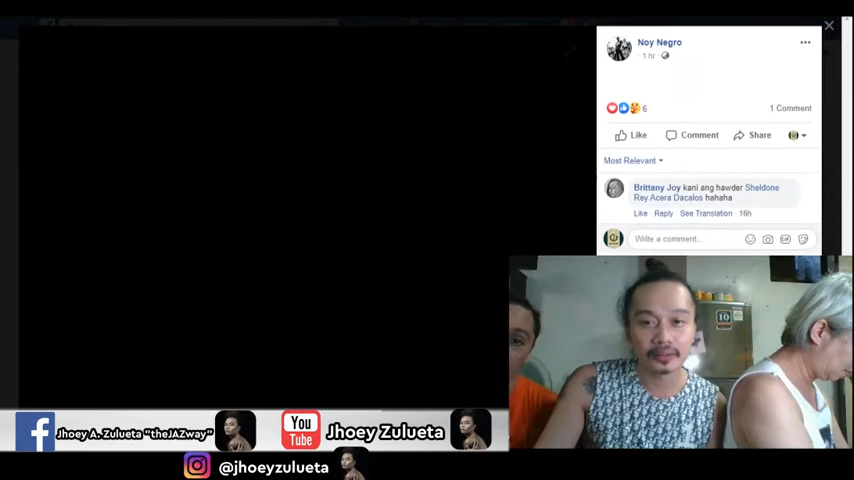 Noy Negro
1 hr
6
1 Comment
Like
Comment
Share
Most Relevant
Brittany Joy kani ang hawder Sheldone
Rey Acera Dacalos hahaha
Like Reply See Translation 16h
Write a comment...
GIF
10
Jhoey A. Zulueta "theJAZway"
You
Tube
Jhoey Zulueta
@jhoeyzulueta